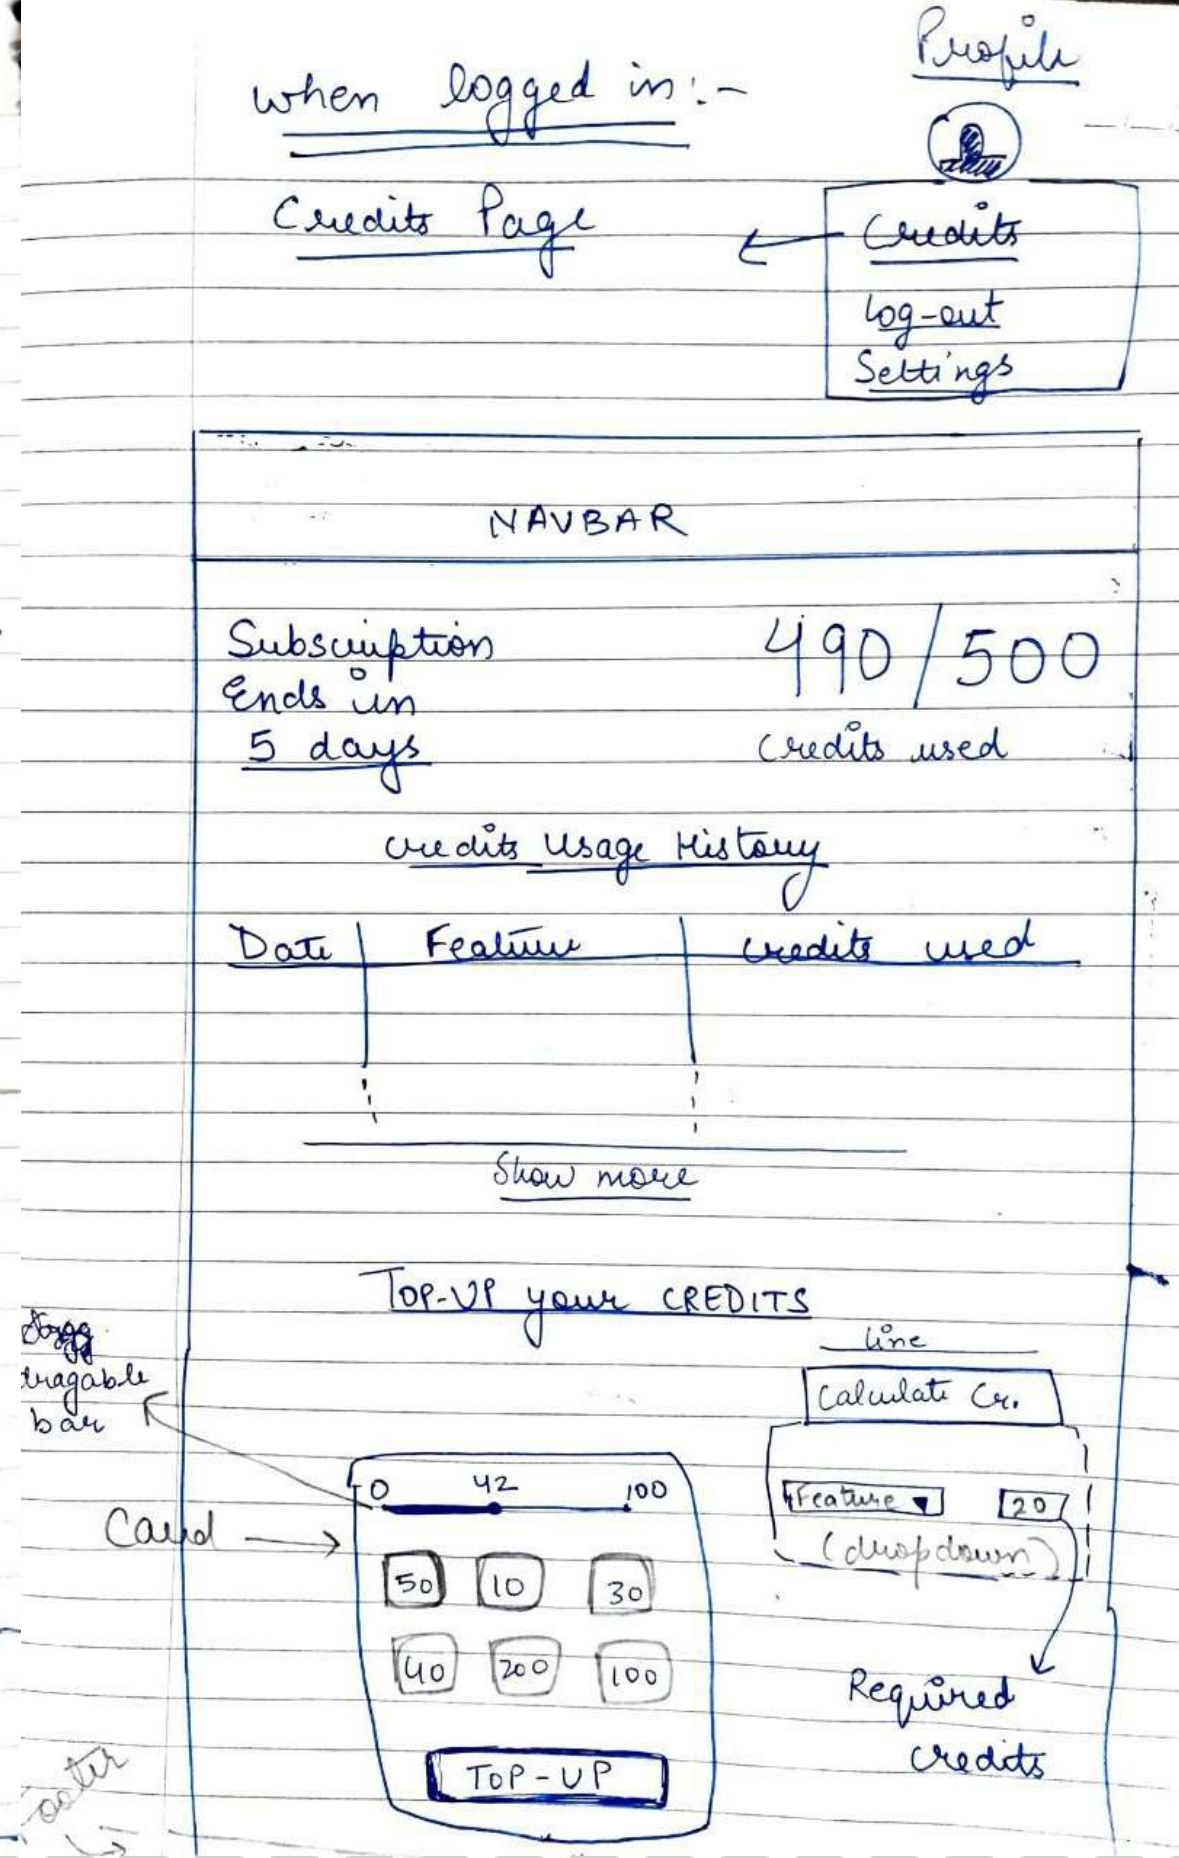 Profile
when logged in:-
Credits Page
Credits
Log-out
Settings
NAVBAR
Subscription
Ends in
5 days
490/500
Credits used
Credits Usage History
Date Feature Credits used
Show more
TOP-UP your CREDITS
line
Calculate Cr.
dragable
bar
0 42 100
Feature ▼ 20
(dropdown)
Card
50 10 30
40 200 100
Required
credits
TOP-UP